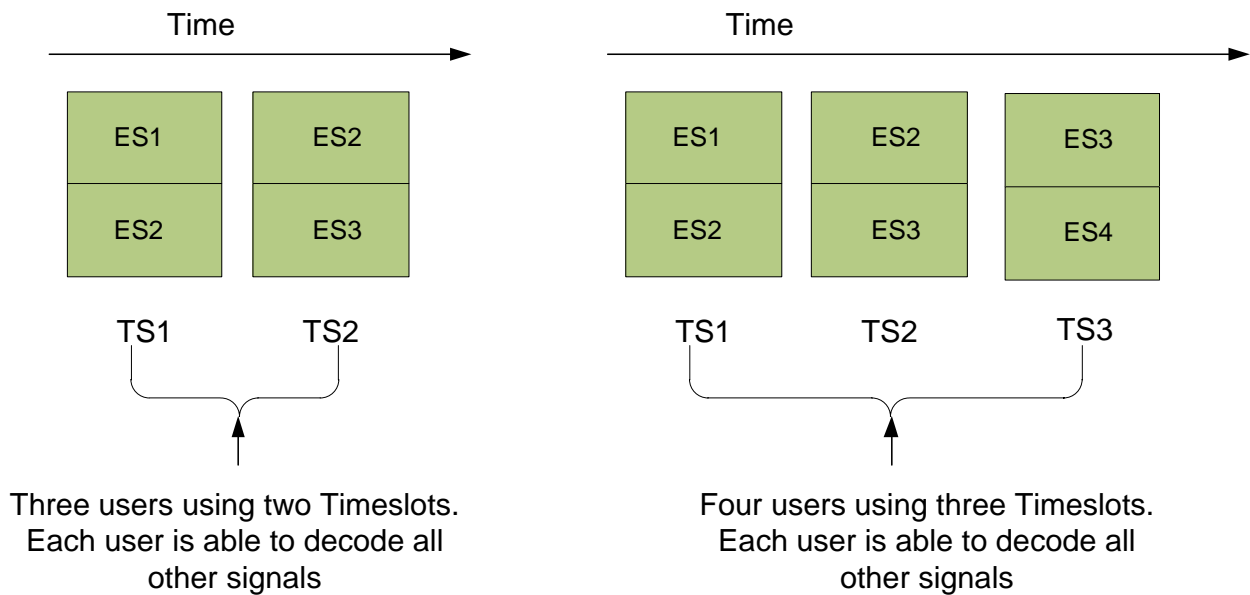 Time
ES1
ES2
ES2
ES3
TS1
TS2
Three users using two Timeslots.
Each user is able to decode all
other signals
Time
ES1
ES2
ES2
ES3
ES3
ES4
TS1
TS2
TS3
Four users using three Timeslots.
Each user is able to decode all
other signals